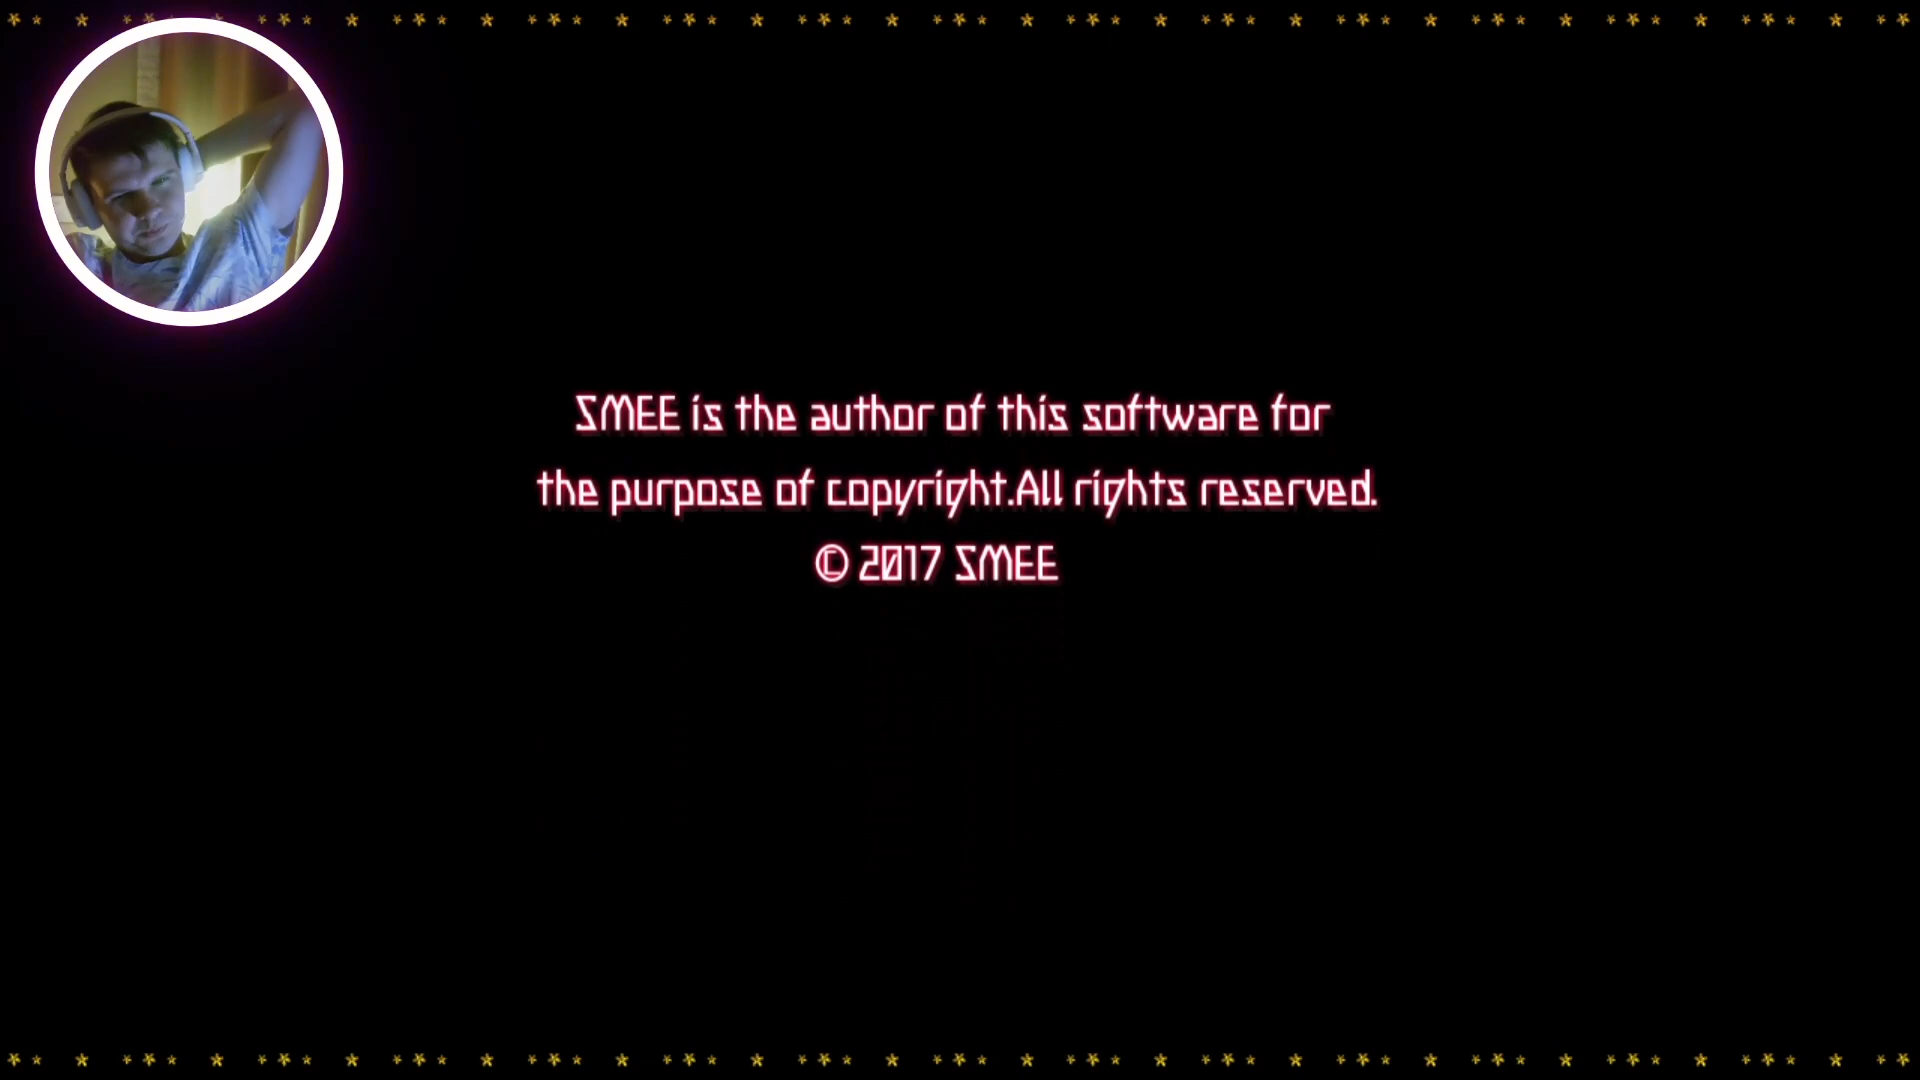 SMEE is the author of this software for
the purpose of copyright.All rights reserved.
© 2017 SMEE